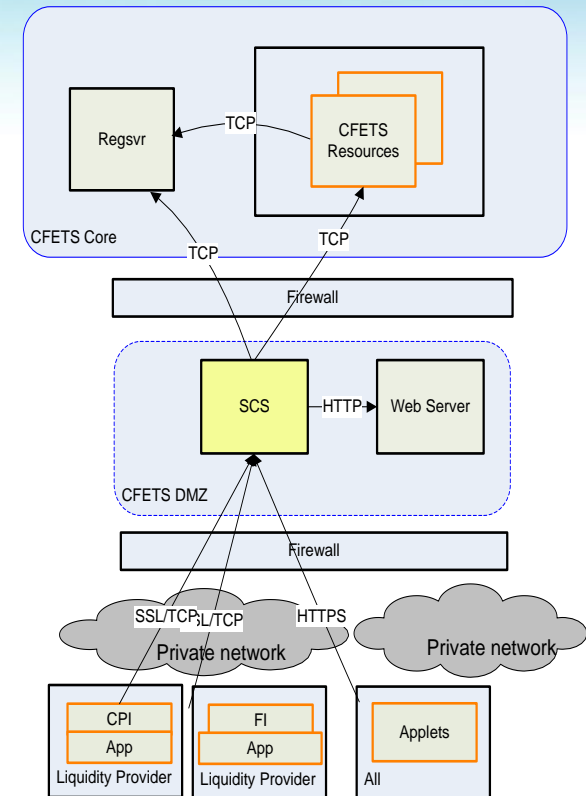 Regsvr
TCP
CFETS
Resources
CFETS Core
TCP
TCP
Firewall
SCS
HTTP
Web Server
CFETS DMZ
Firewall
SSL/TCP
L/TCP
HTTPS
Private network
Private network
CPI
App
Liquidity Provider
FI
App
Liquidity Provider
Applets
All